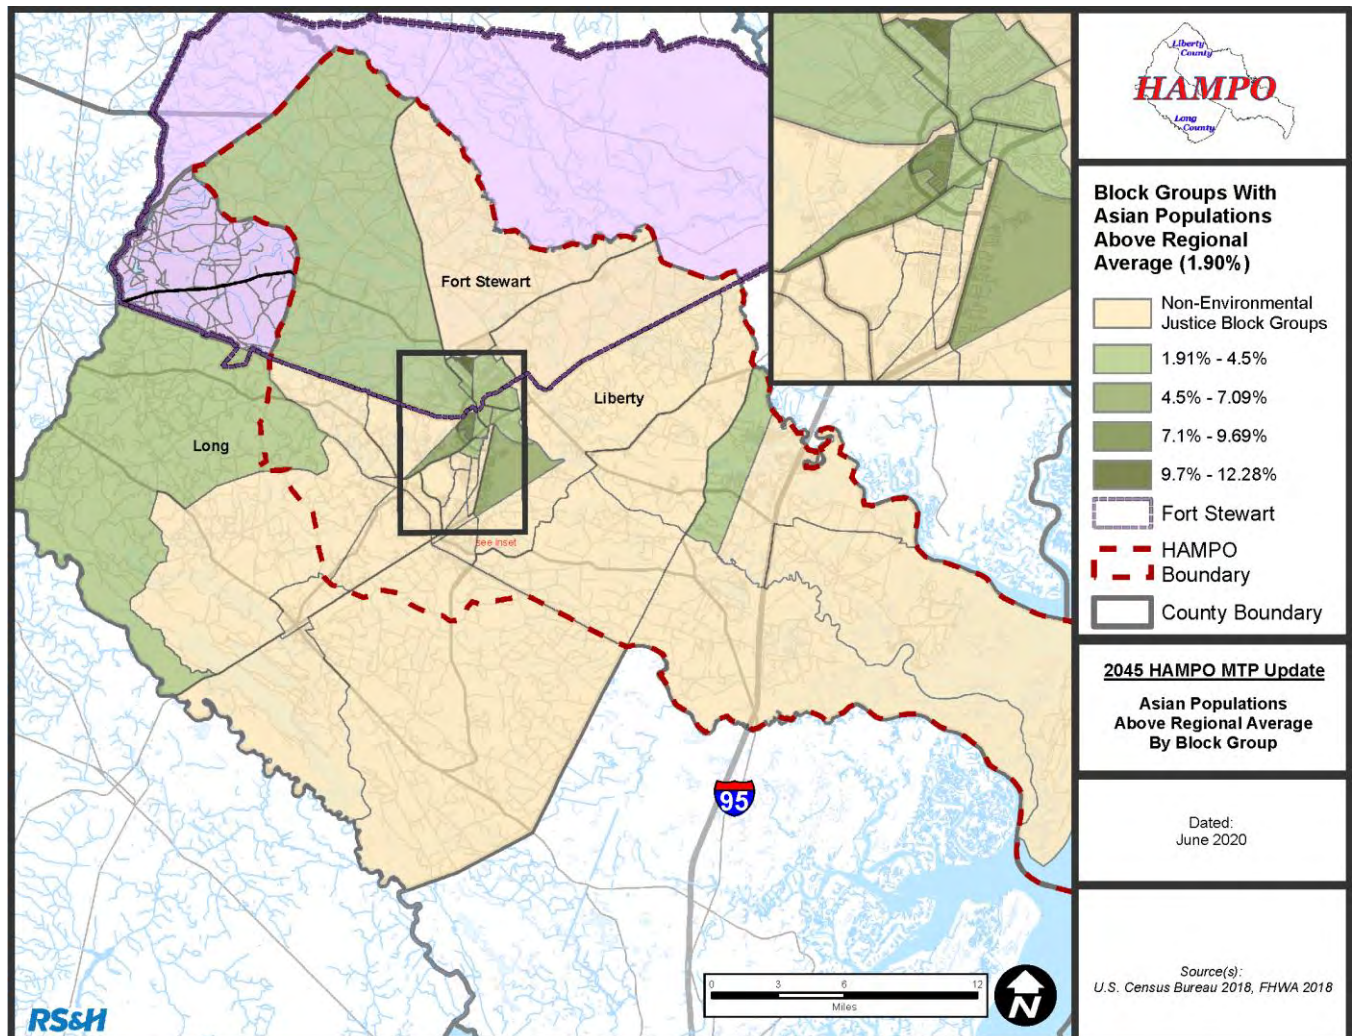 Fort Stewart
Liberty
Long
see inset
95
0 3 6 12
Miles
N
RS&H
Liberty
County
HAMPO
Long
County
Block Groups With
Asian Populations
Above Regional
Average (1.90%)
Non-Environmental
Justice Block Groups
1.91% - 4.5%
4.5% - 7.09%
7.1% - 9.69%
9.7% - 12.28%
Fort Stewart
HAMPO
Boundary
County Boundary
2045 HAMPO MTP Update
Asian Populations
Above Regional Average
By Block Group
Dated:
June 2020
Source(s):
U.S. Census Bureau 2018, FHWA 2018